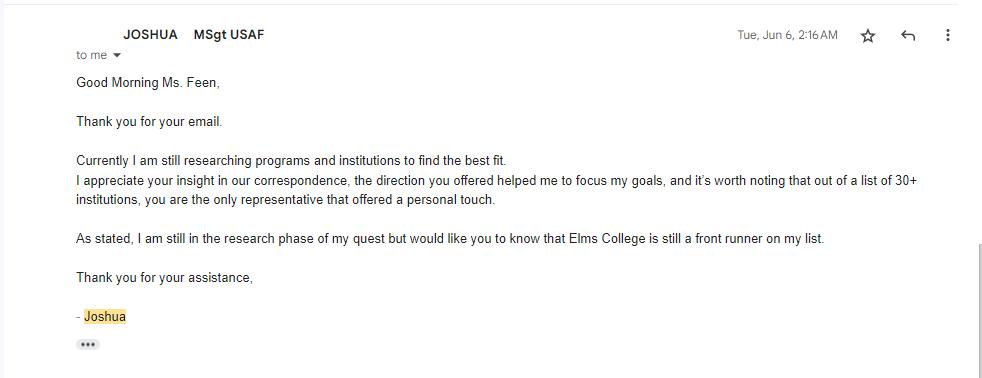 JOSHUA MSgt USAF
Tue, Jun 6, 2:16 AM
to me
Good Morning Ms. Feen,
Thank you for your email.
Currently I am still researching programs and institutions to find the best fit.
I appreciate your insight in our correspondence, the direction you offered helped me to focus my goals, and it's worth noting that out of a list of 30+
institutions, you are the only representative that offered a personal touch.
As stated, I am still in the research phase of my quest but would like you to know that Elms College is still a front runner on my list.
Thank you for your assistance,
- Joshua